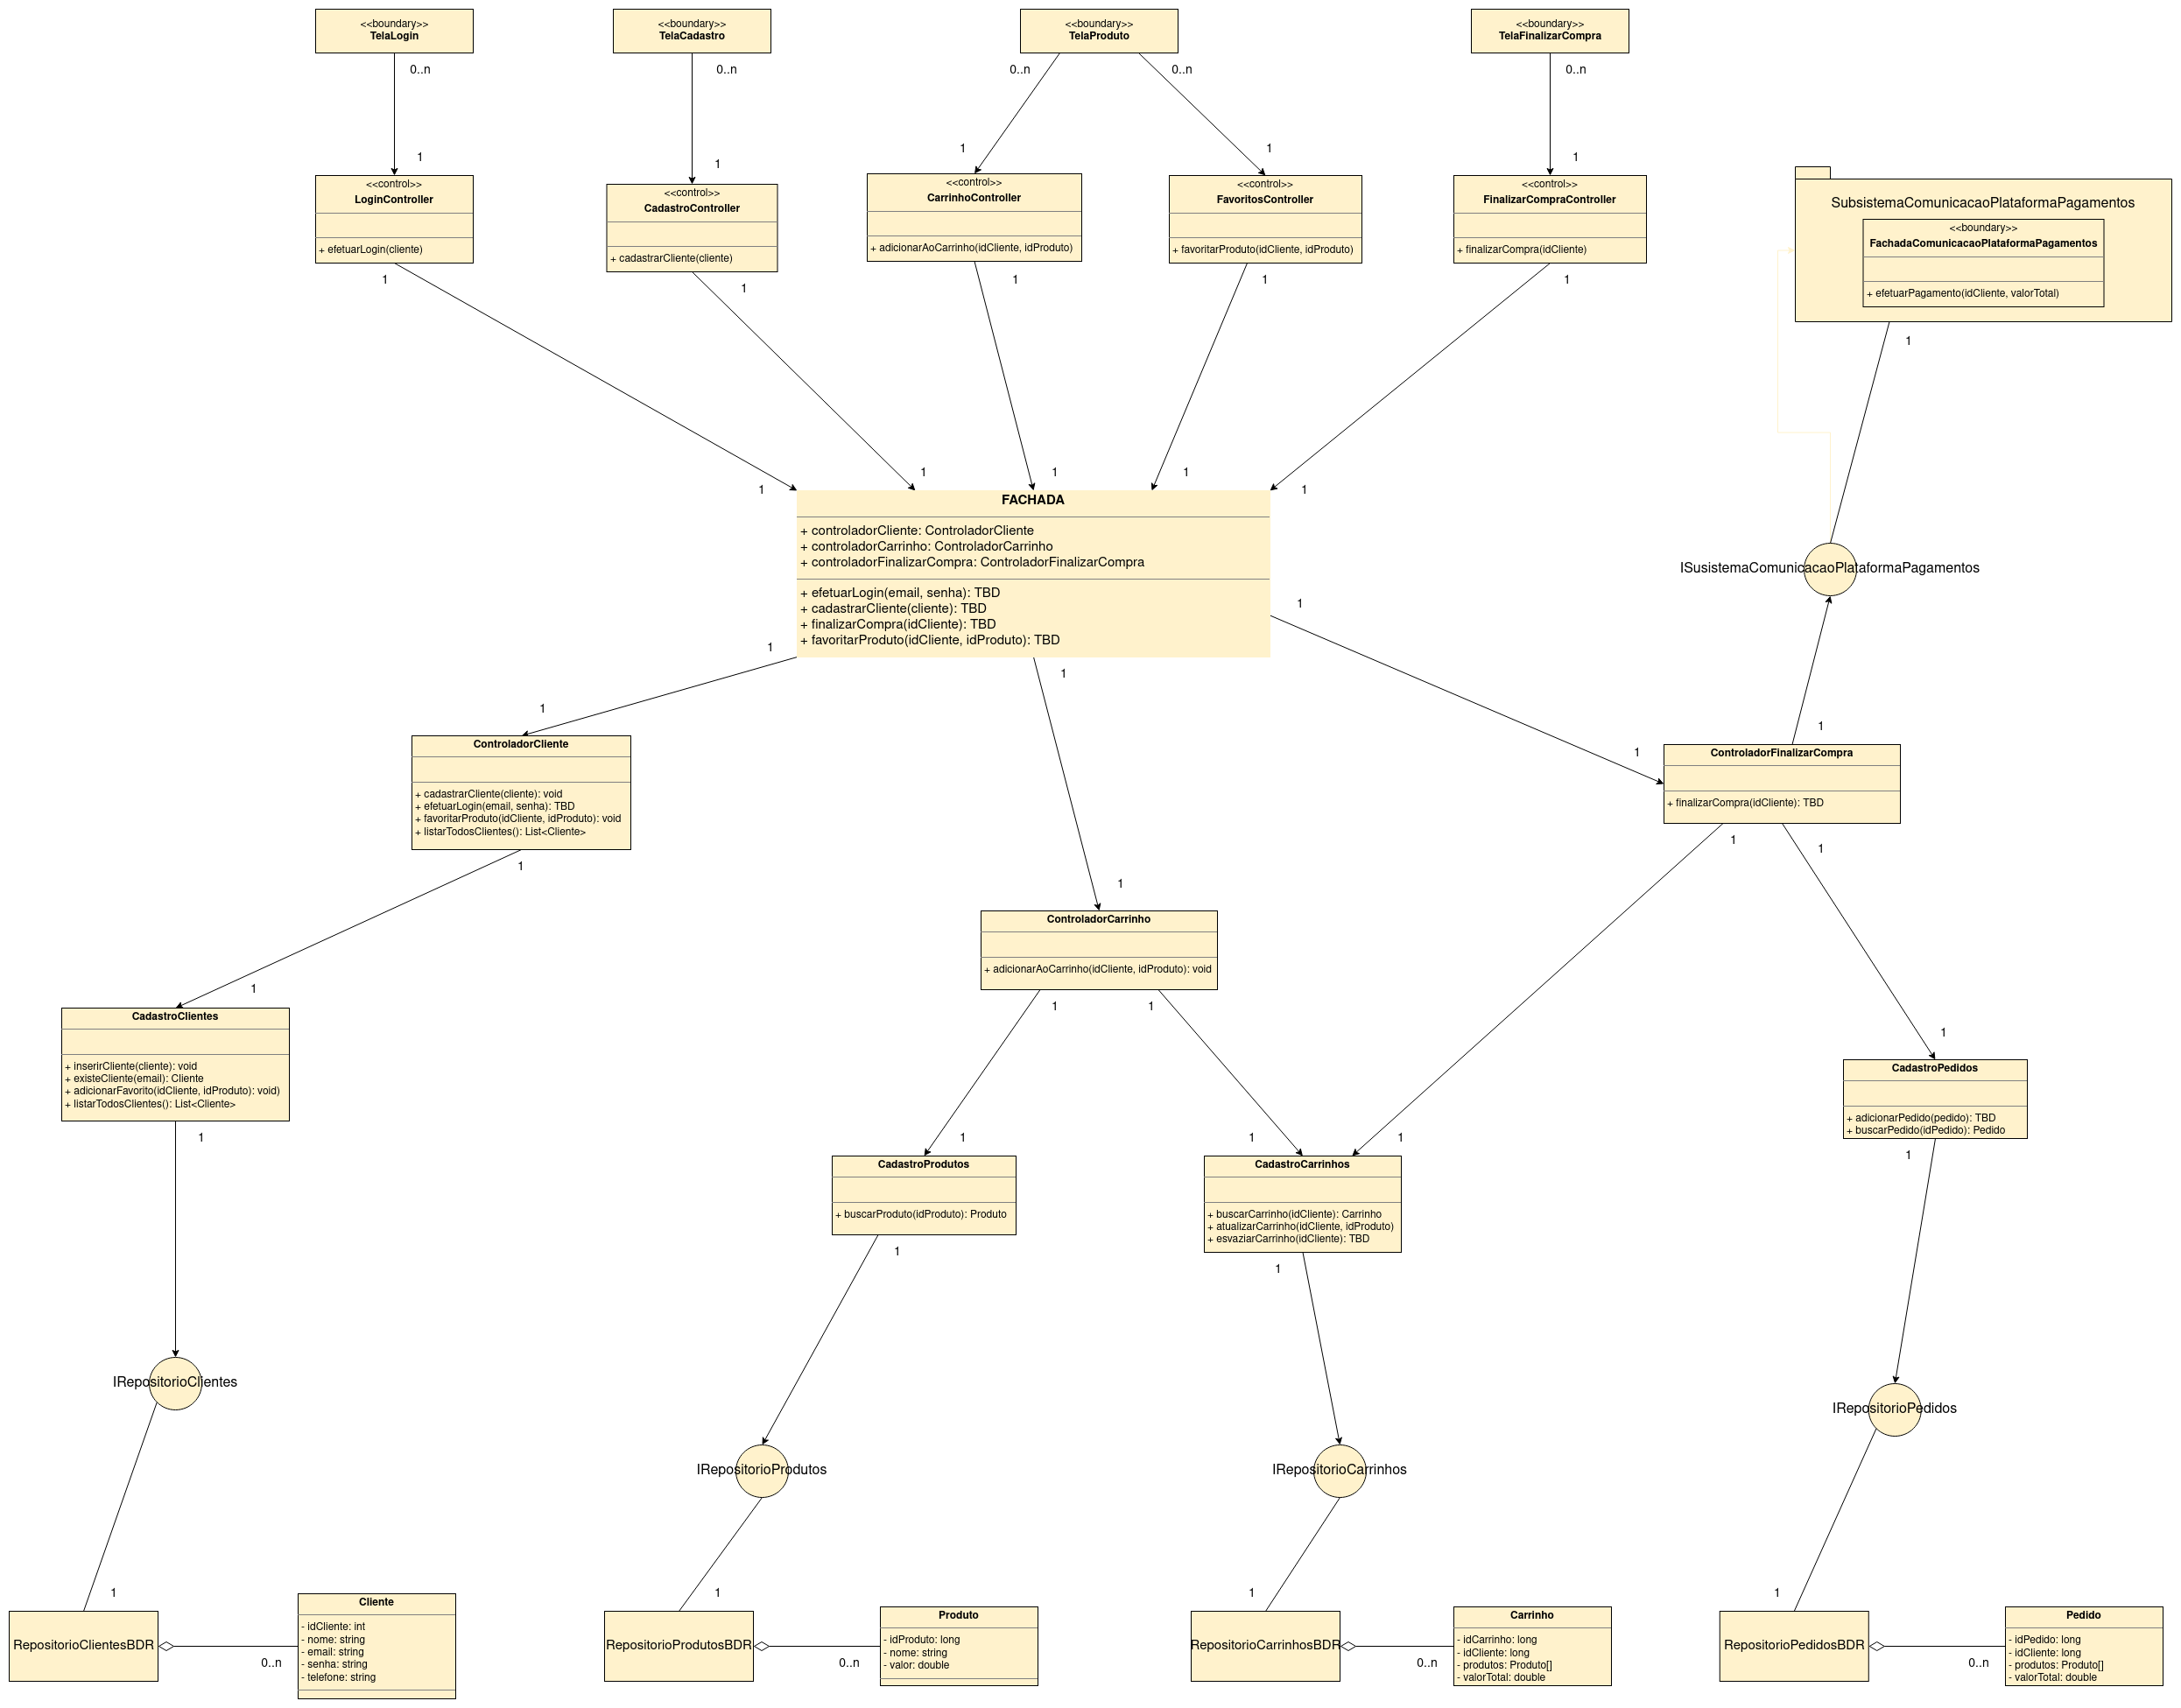 <<boundary>>
TelaLogin
<<boundary>>
TelaCadastro
<<boundary>>
TelaProduto
<<boundary>>
TelaFinalizarCompra
0..n
0..n
0..n
0..n
0..n
1
1
1
1
1
<<control>>
LoginController
+ efetuarLogin(cliente)
<<control>>
CadastroController
+ cadastrarCliente(cliente)
<<control>>
CarrinhoController
+ adicionarAoCarrinho(idCliente, idProduto)
<<control>>
FavoritosController
+ favoritarProduto(idCliente, idProduto)
<<control>>
FinalizarCompraController
+ finalizarCompra(idCliente)
SubsistemaComunicacaoPlataformaPagamentos
<<boundary>>
FachadaComunicacaoPlataformaPagamentos
+ efetuarPagamento(idCliente, valorTotal)
1
1
1
1
1
1
1
1
1
1
1
FACHADA
+ controladorCliente: ControladorCliente
+ controladorCarrinho: ControladorCarrinho
+ controladorFinalizarCompra: ControladorFinalizarCompra
+ efetuarLogin(email, senha): TBD
+ cadastrarCliente(cliente): TBD
+ finalizarCompra(idCliente): TBD
+ favoritarProduto(idCliente, idProduto): TBD
ISusistemaComunicacaoPlataformaPagamentos
1
1
1
1
1
1
ControladorCliente
+ cadastrarCliente(cliente): void
+ efetuarLogin(email, senha): TBD
+ favoritarProduto(idCliente, idProduto): void
+ listarTodosClientes(): List<Cliente>
ControladorFinalizarCompra
+ finalizarCompra(idCliente): TBD
1
1
1
1
ControladorCarrinho
+ adicionarAoCarrinho(idCliente, idProduto): void
1
1
1
1
CadastroClientes
+ inserirCliente(cliente): void
+ existeCliente(email): Cliente
+ adicionarFavorito(idCliente, idProduto): void)
+ listarTodosClientes(): List<Cliente>
CadastroPedidos
+ adicionarPedido(pedido): TBD
+ buscarPedido(idPedido): Pedido
1
1
1
1
1
CadastroProdutos
+ buscarProduto(idProduto): Produto
CadastroCarrinhos
+ buscarCarrinho(idCliente): Carrinho
+ atualizarCarrinho(idCliente, idProduto)
+ esvaziarCarrinho(idCliente): TBD
1
1
IRepositorioClientes
IRepositorioPedidos
IRepositorioProdutos
IRepositorioCarrinhos
1
1
1
1
RepositorioClientesBDR
0..n
Cliente
- idCliente: int
- nome: string
- email: string
- senha: string
- telefone: string
RepositorioProdutosBDR
0..n
Produto
- idProduto: long
- nome: string
- valor: double
RepositorioCarrinhosBDR
0..n
Carrinho
- idCarrinho: long
- idCliente: long
- produtos: Produto[]
- valorTotal: double
RepositorioPedidosBDR
0..n
Pedido
- idPedido: long
- idCliente: long
- produtos: Produto[]
- valorTotal: double